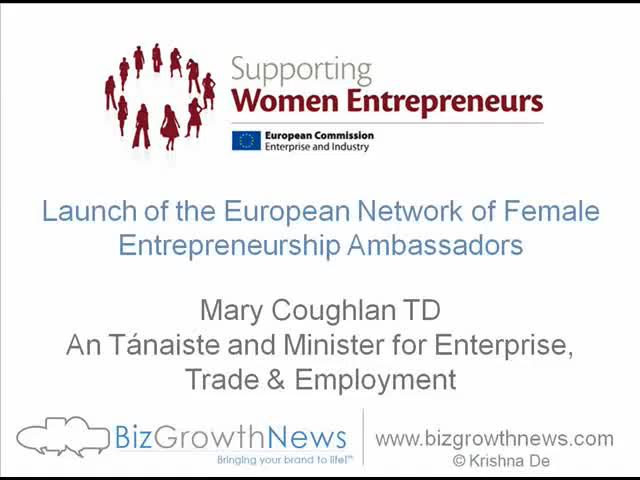 Supporting
Women Entrepreneurs
European Commission
Enterprise and Industry
Launch of the European Network of Female
Entrepreneurship Ambassadors
Mary Coughlan TD
An Tánaiste and Minister for Enterprise,
Trade & Employment
BizGrowthNews
Bringing your brand to life!™
www.bizgrowthnews.com
© Krishna De